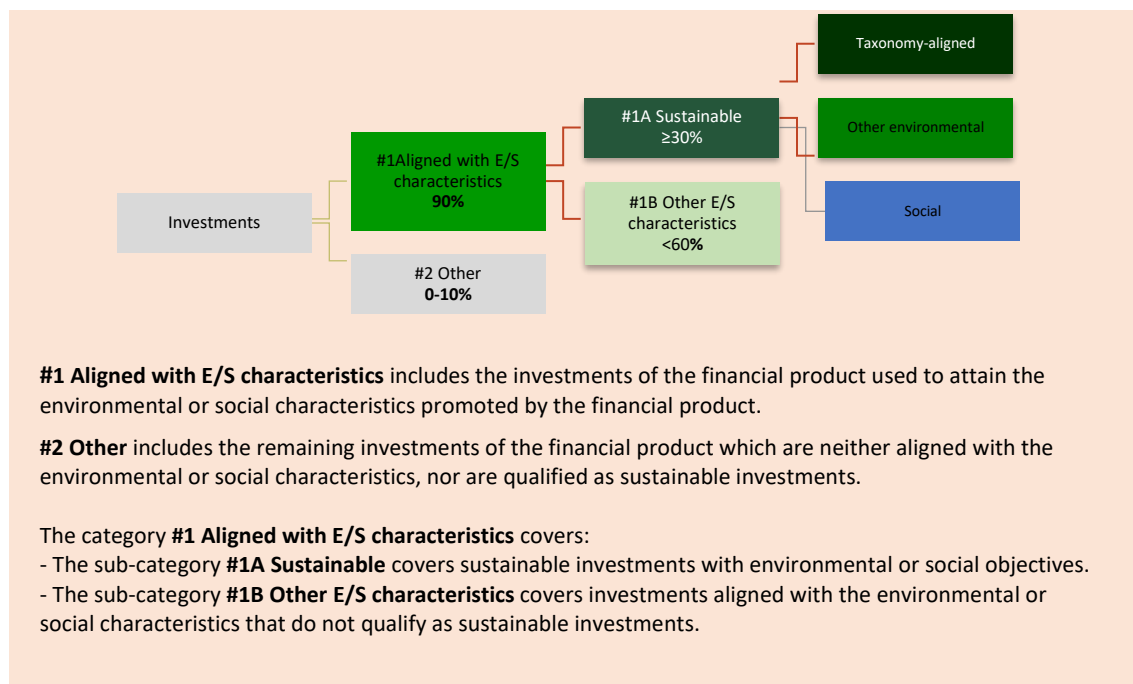 Taxonomy-aligned
#1A Sustainable
≥30%
Other environmental
#1Aligned with E/S
characteristics
90%
#1B Other E/S
characteristics
<60%
Social
Investments
#2 Other
0-10%
#1 Aligned with E/S characteristics includes the investments of the financial product used to attain the
environmental or social characteristics promoted by the financial product.
#2 Other includes the remaining investments of the financial product which are neither aligned with the
environmental or social characteristics, nor are qualified as sustainable investments.
The category #1 Aligned with E/S characteristics covers:
- The sub-category #1A Sustainable covers sustainable investments with environmental or social objectives.
- The sub-category #1B Other E/S characteristics covers investments aligned with the environmental or
social characteristics that do not qualify as sustainable investments.